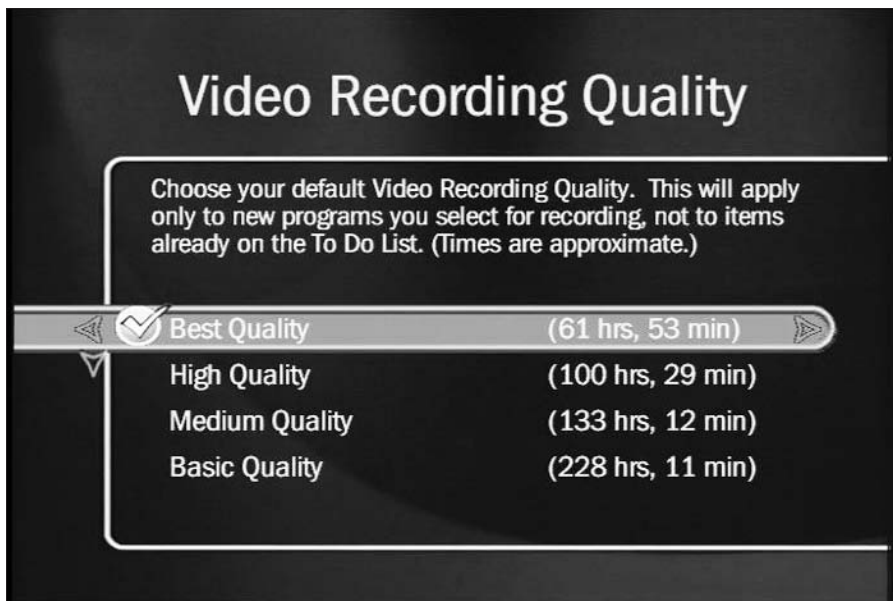 Video Recording Quality
Choose your default Video Recording Quality. This will apply
only to new programs you select for recording, not to items
already on the To Do List. (Times are approximate.)
Best Quality (61 hrs, 53 min)
High Quality (100 hrs, 29 min)
Medium Quality (133 hrs, 12 min)
Basic Quality (228 hrs, 11 min)